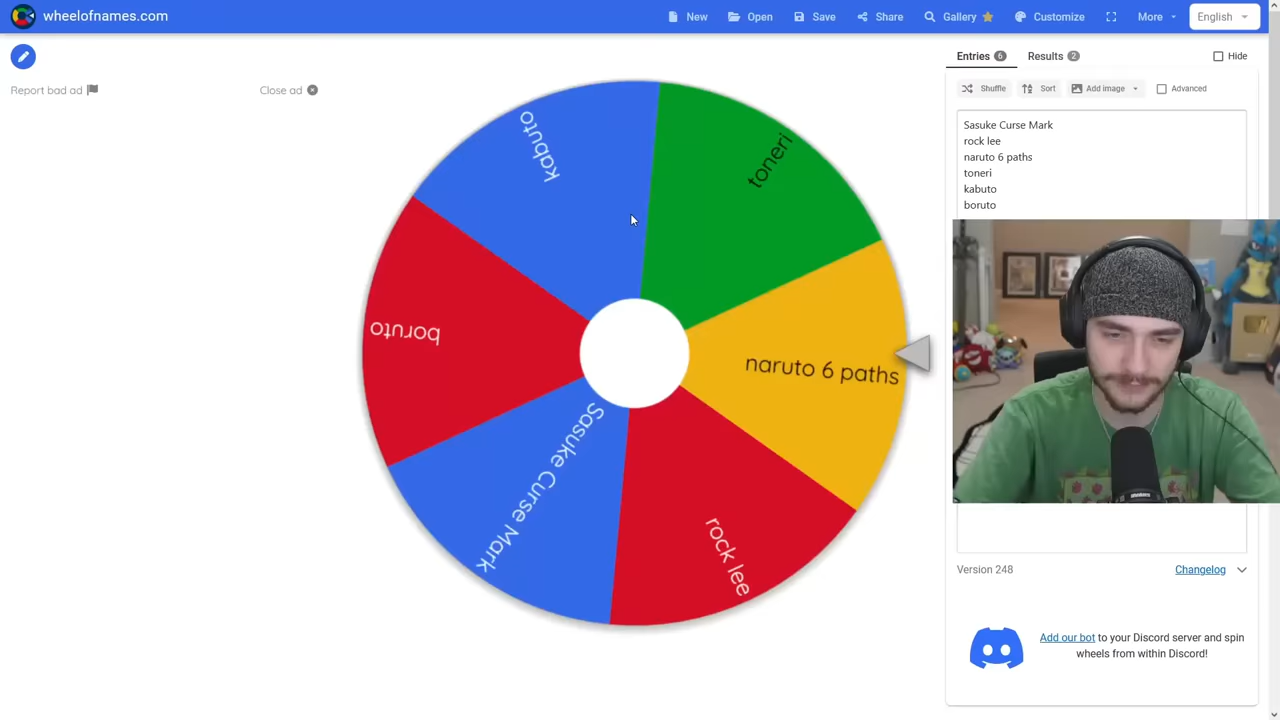 wheelofnames.com
New
Open
Save
Share
Gallery
Customize
More
English
Report bad ad
Close ad
Entries 6
Results 2
Hide
Shuffle
Sort
Add image
Advanced
Sasuke Curse Mark
rock lee
naruto 6 paths
toneri
kabuto
boruto
kabuto
toneri
naruto 6 paths
rock lee
Sasuke Curse Mark
boruto
Version 248
Changelog
Add our bot to your Discord server and spin
wheels from within Discord!